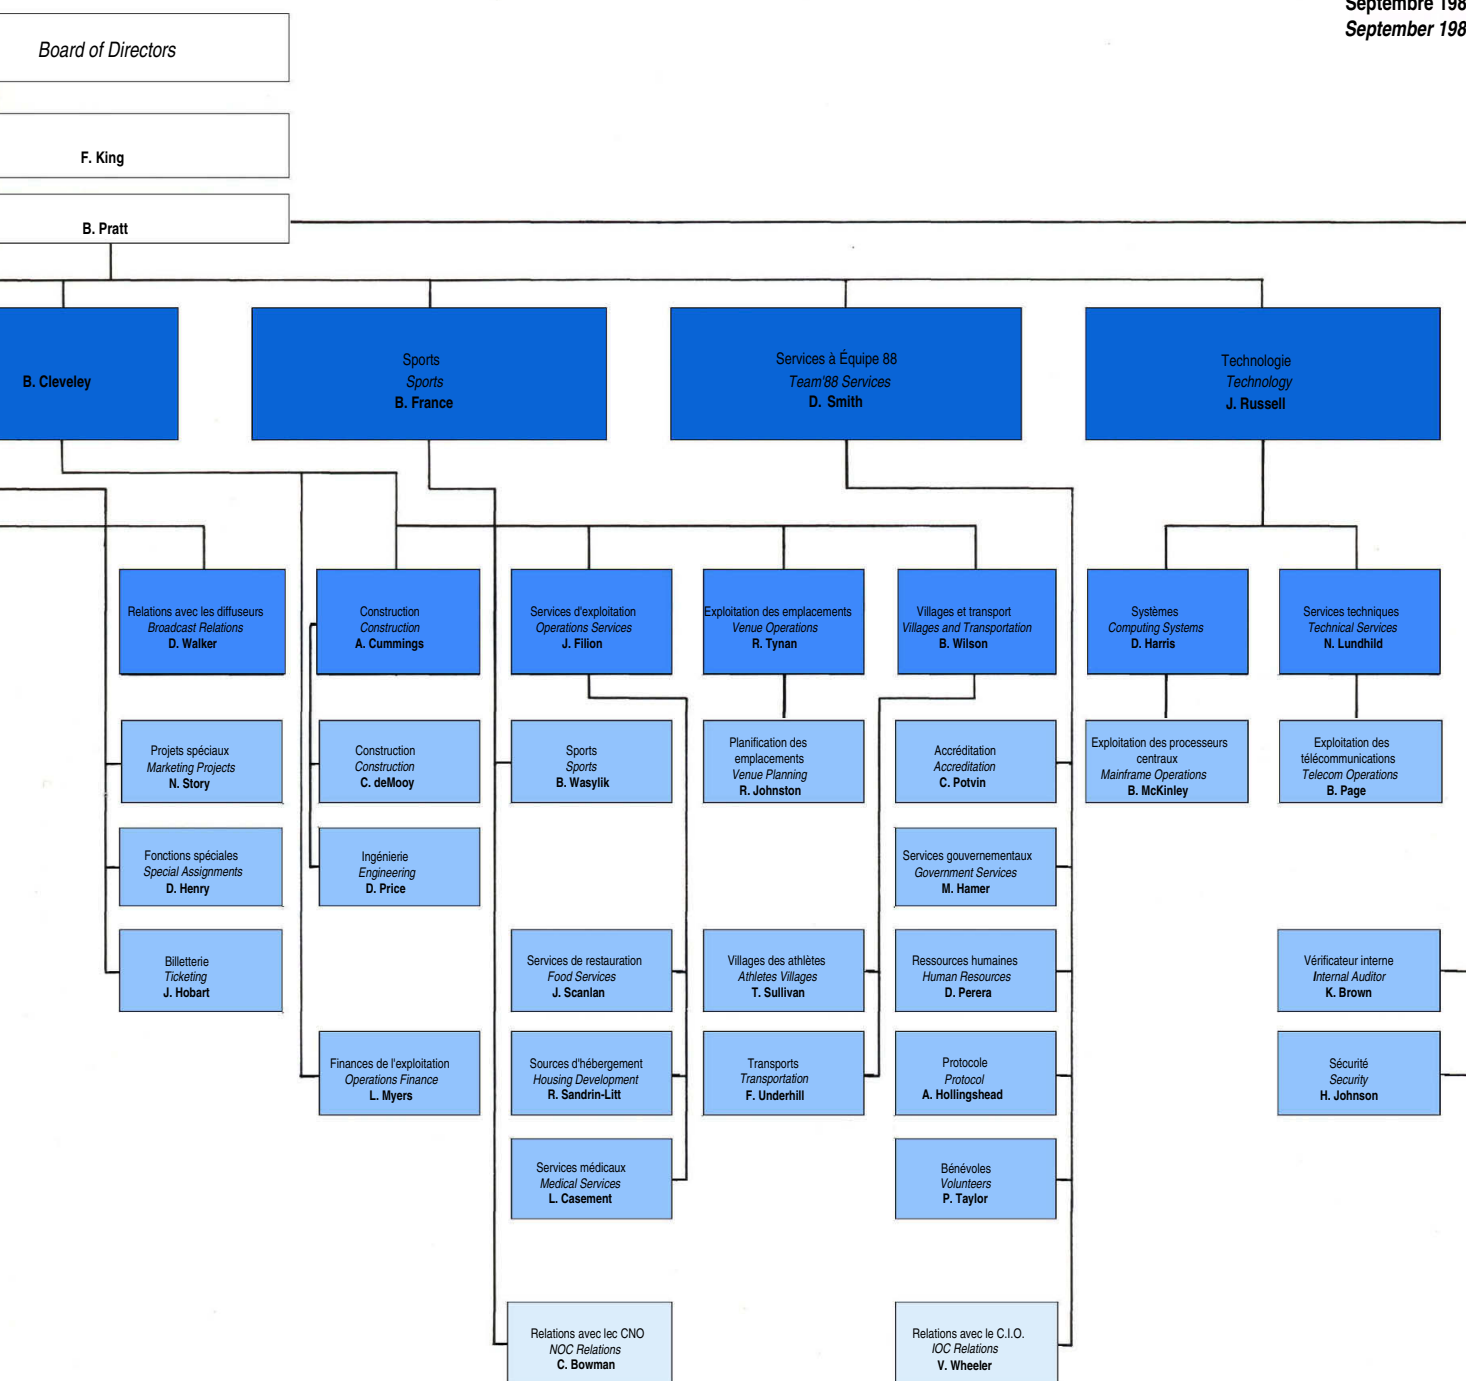 Septembre 198
September 198
Board of Directors
F. King
B. Pratt
B. Cleveley
Sports
Sports
B. France
Services à Équipe 88
Team'88 Services
D. Smith
Technologie
Technology
J. Russell
Relations avec les diffuseurs
Broadcast Relations
D. Walker
Construction
Construction
A. Cummings
Services d'exploitation
Operations Services
J. Filion
Exploitation des emplacements
Venue Operations
R. Tynan
Villages et transport
Villages and Transportation
B. Wilson
Systèmes
Computing Systems
D. Harris
Services techniques
Technical Services
N. Lundhild
Projets spéciaux
Marketing Projects
N. Story
Construction
Construction
C. deMooy
Sports
Sports
B. Wasylik
Planification des
emplacements
Venue Planning
R. Johnston
Accréditation
Accreditation
C. Potvin
Exploitation des processeurs
centraux
Mainframe Operations
B. McKinley
Exploitation des
télécommunications
Telecom Operations
B. Page
Fonctions spéciales
Special Assignments
D. Henry
Ingénierie
Engineering
D. Price
Services gouvernementaux
Government Services
M. Hamer
Billetterie
Ticketing
J. Hobart
Services de restauration
Food Services
J. Scanlan
Villages des athlètes
Athletes Villages
T. Sullivan
Ressources humaines
Human Resources
D. Perera
Vérificateur interne
Internal Auditor
K. Brown
Finances de l'exploitation
Operations Finance
L. Myers
Sources d'hébergement
Housing Development
R. Sandrin-Litt
Transports
Transportation
F. Underhill
Protocole
Protocol
A. Hollingshead
Sécurité
Security
H. Johnson
Services médicaux
Medical Services
L. Casement
Bénévoles
Volunteers
P. Taylor
Relations avec lec CNO
NOC Relations
C. Bowman
Relations avec le C.I.O.
IOC Relations
V. Wheeler